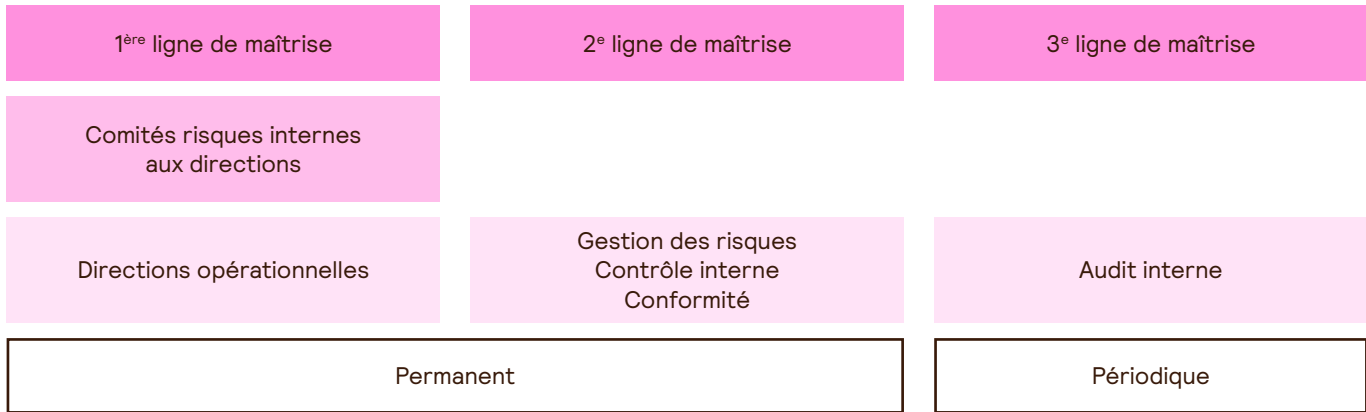 1ère ligne de maîtrise
2e ligne de maîtrise
3e ligne de maîtrise
Comités risques internes
aux directions
Directions opérationnelles
Gestion des risques
Contrôle interne
Conformité
Audit interne
Permanent
Périodique